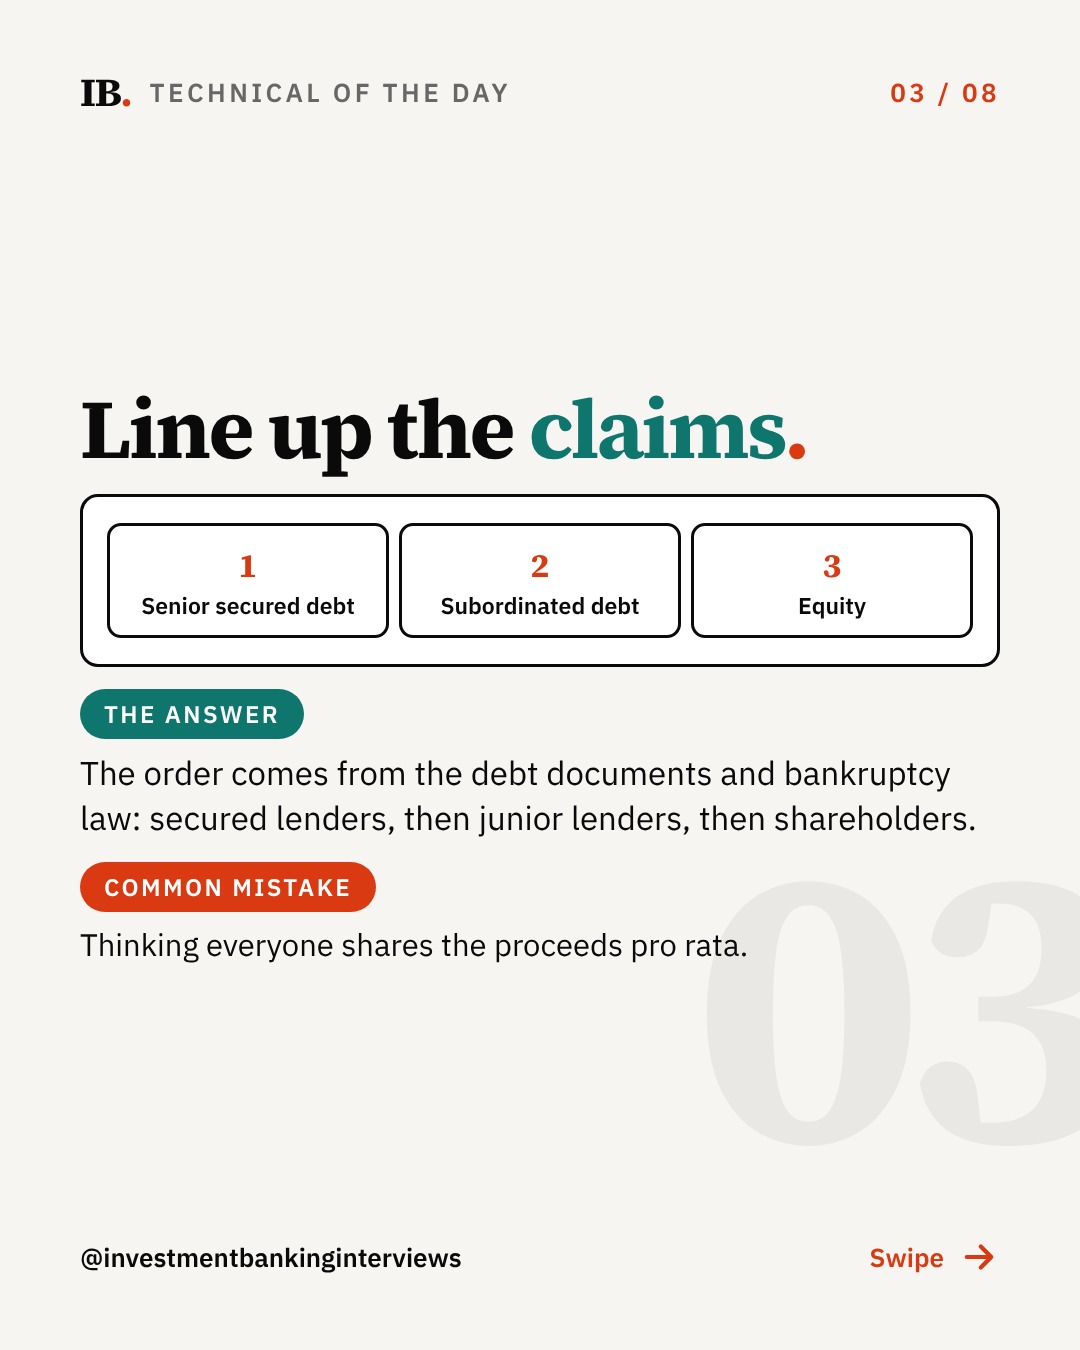 IB. TECHNICAL OF THE DAY
03 / 08
Line up the claims.
1
Senior secured debt
2
Subordinated debt
3
Equity
THE ANSWER
The order comes from the debt documents and bankruptcy
law: secured lenders, then junior lenders, then shareholders.
COMMON MISTAKE
Thinking everyone shares the proceeds pro rata.
03
@investmentbankinginterviews
Swipe →